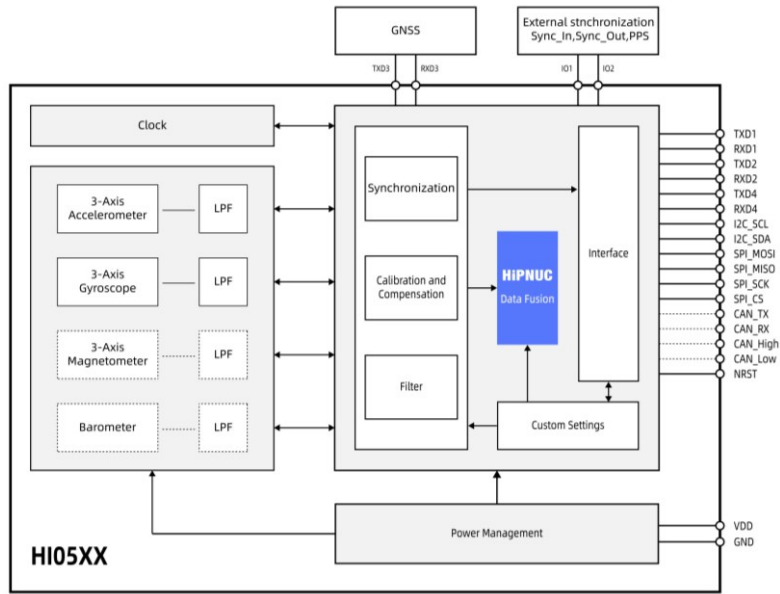 GNSS
External stnchronization
Sync_In,Sync_Out,PPS
TXD3
RXD3
IO1
IO2
Clock
3-Axis
Accelerometer
LPF
3-Axis
Gyroscope
LPF
3-Axis
Magnetometer
LPF
Barometer
LPF
Synchronization
Calibration and
Compensation
Filter
HiPNUC
Data Fusion
Interface
Custom Settings
TXD1
RXD1
TXD2
RXD2
TXD4
RXD4
I2C_SCL
I2C_SDA
SPI_MOSI
SPI_MISO
SPI_SCK
SPI_CS
CAN_TX
CAN_RX
CAN_High
CAN_Low
NRST
Power Management
VDD
GND
HI05XX